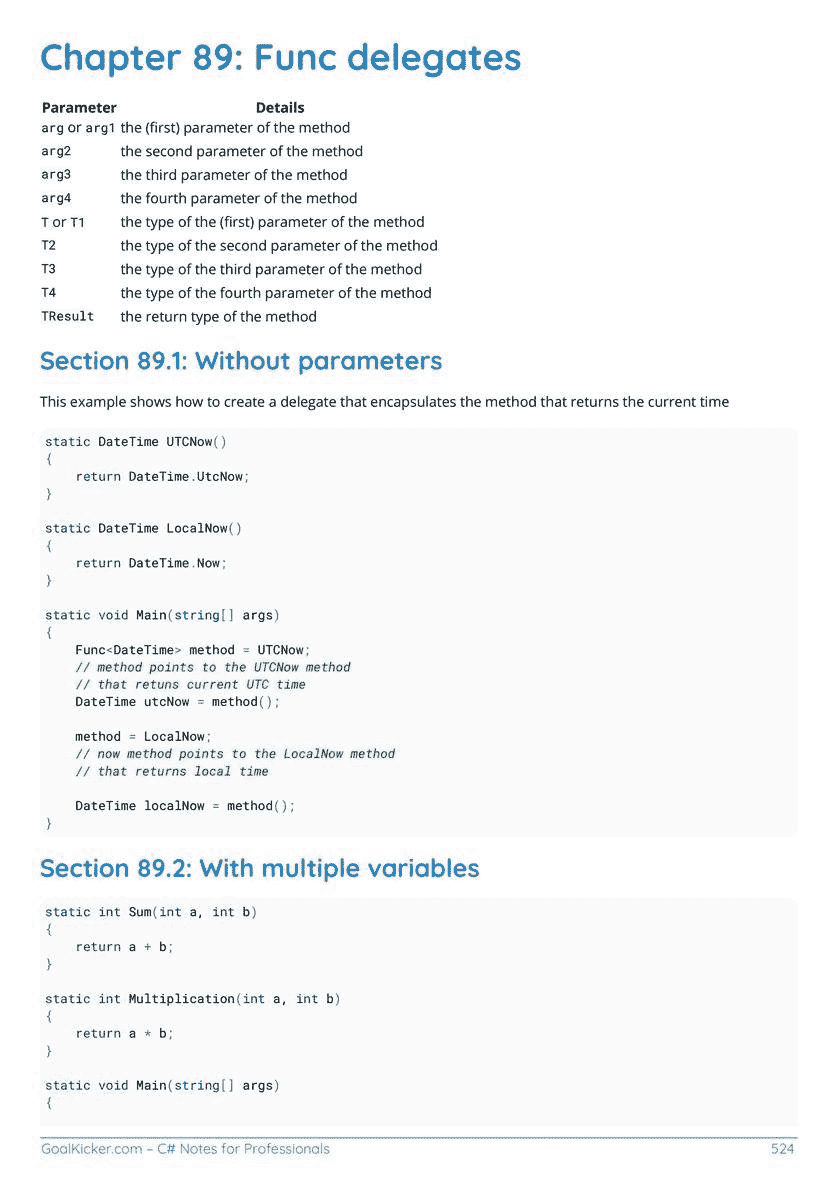 Chapter 89: Func delegates
Parameter Details
arg or arg1 the (first) parameter of the method
arg2 the second parameter of the method
arg3 the third parameter of the method
arg4 the fourth parameter of the method
T or T1 the type of the (first) parameter of the method
T2 the type of the second parameter of the method
T3 the type of the third parameter of the method
T4 the type of the fourth parameter of the method
TResult the return type of the method
Section 89.1: Without parameters
This example shows how to create a delegate that encapsulates the method that returns the current time
static DateTime UTCNow()
{
    return DateTime.UtcNow;
}
static DateTime LocalNow()
{
    return DateTime.Now;
}
static void Main(string[] args)
{
    Func<DateTime> method = UTCNow;
    // method points to the UTCNow method
    // that retuns current UTC time
    DateTime utcNow = method();
    method = LocalNow;
    // now method points to the LocalNow method
    // that returns local time
    DateTime localNow = method();
}
Section 89.2: With multiple variables
static int Sum(int a, int b)
{
    return a + b;
}
static int Multiplication(int a, int b)
{
    return a * b;
}
static void Main(string[] args)
{
GoalKicker.com – C# Notes for Professionals 524